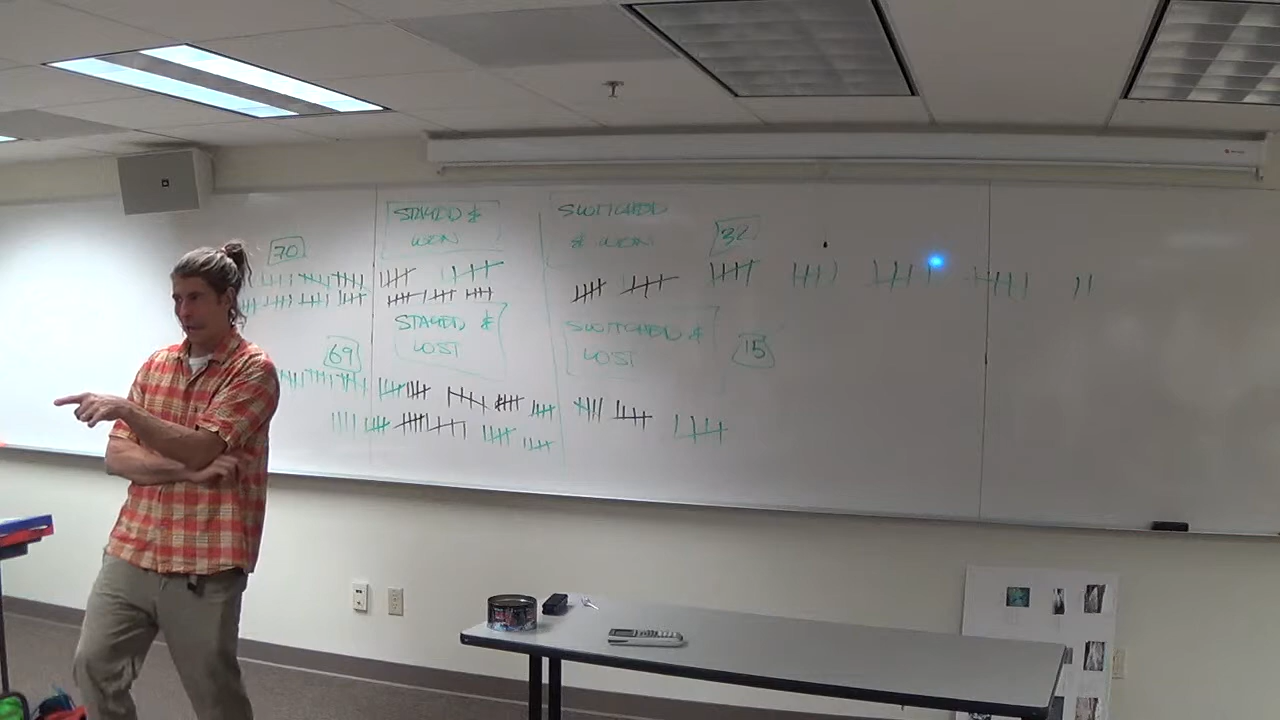 STAYED &
WON
SWITCHED
& WON
32
70
STAYED &
LOST
SWITCHED &
LOST
15
69